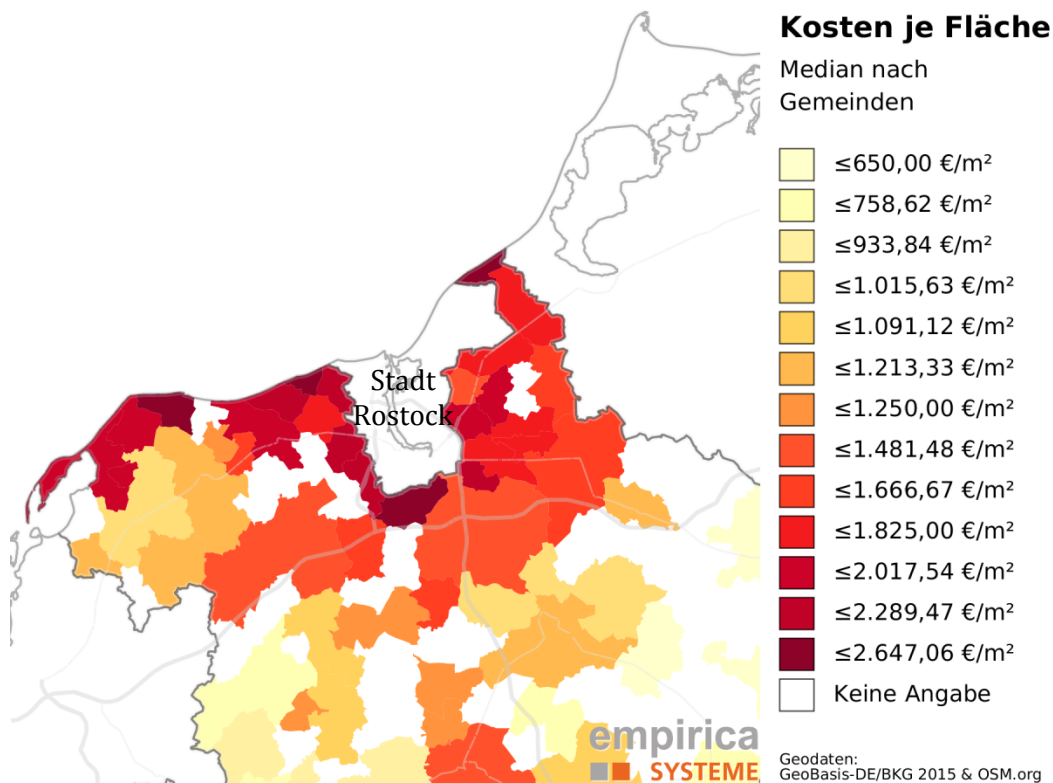 Kosten je Fläche
Median nach
Gemeinden
≤650,00 €/m²
≤758,62 €/m²
≤933,84 €/m²
≤1.015,63 €/m²
≤1.091,12 €/m²
≤1.213,33 €/m²
≤1.250,00 €/m²
≤1.481,48 €/m²
≤1.666,67 €/m²
≤1.825,00 €/m²
≤2.017,54 €/m²
≤2.289,47 €/m²
≤2.647,06 €/m²
Keine Angabe
Stadt
Rostock
empirica
SYSTEME
Geodaten:
GeoBasis-DE/BKG 2015 & OSM.org